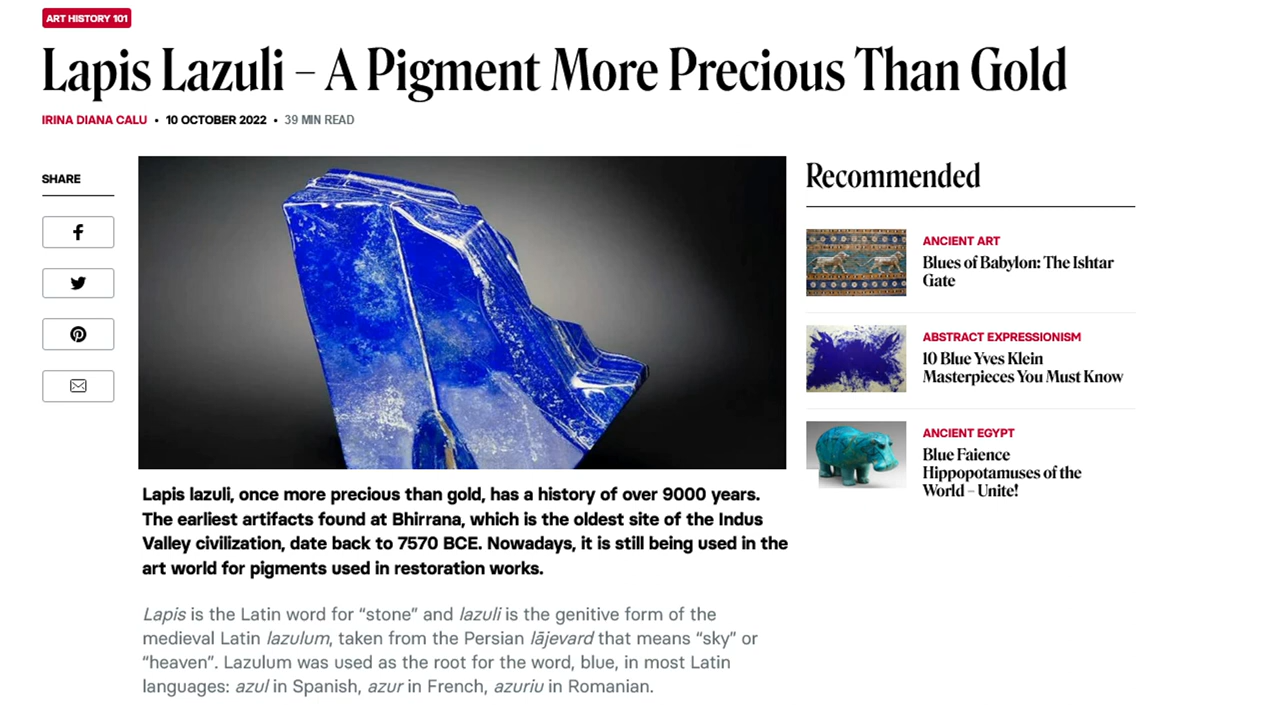 ART HISTORY 101
Lapis Lazuli – A Pigment More Precious Than Gold
IRINA DIANA CALU • 10 OCTOBER 2022 • 39 MIN READ
SHARE
Lapis lazuli, once more precious than gold, has a history of over 9000 years.
The earliest artifacts found at Bhirrana, which is the oldest site of the Indus
Valley civilization, date back to 7570 BCE. Nowadays, it is still being used in the
art world for pigments used in restoration works.
Lapis is the Latin word for “stone” and lazuli is the genitive form of the
medieval Latin lazulum, taken from the Persian lājevard that means “sky” or
“heaven”. Lazulum was used as the root for the word, blue, in most Latin
languages: azul in Spanish, azur in French, azuriu in Romanian.
Recommended
ANCIENT ART
Blues of Babylon: The Ishtar
Gate
ABSTRACT EXPRESSIONISM
10 Blue Yves Klein
Masterpieces You Must Know
ANCIENT EGYPT
Blue Faience
Hippopotamuses of the
World – Unite!